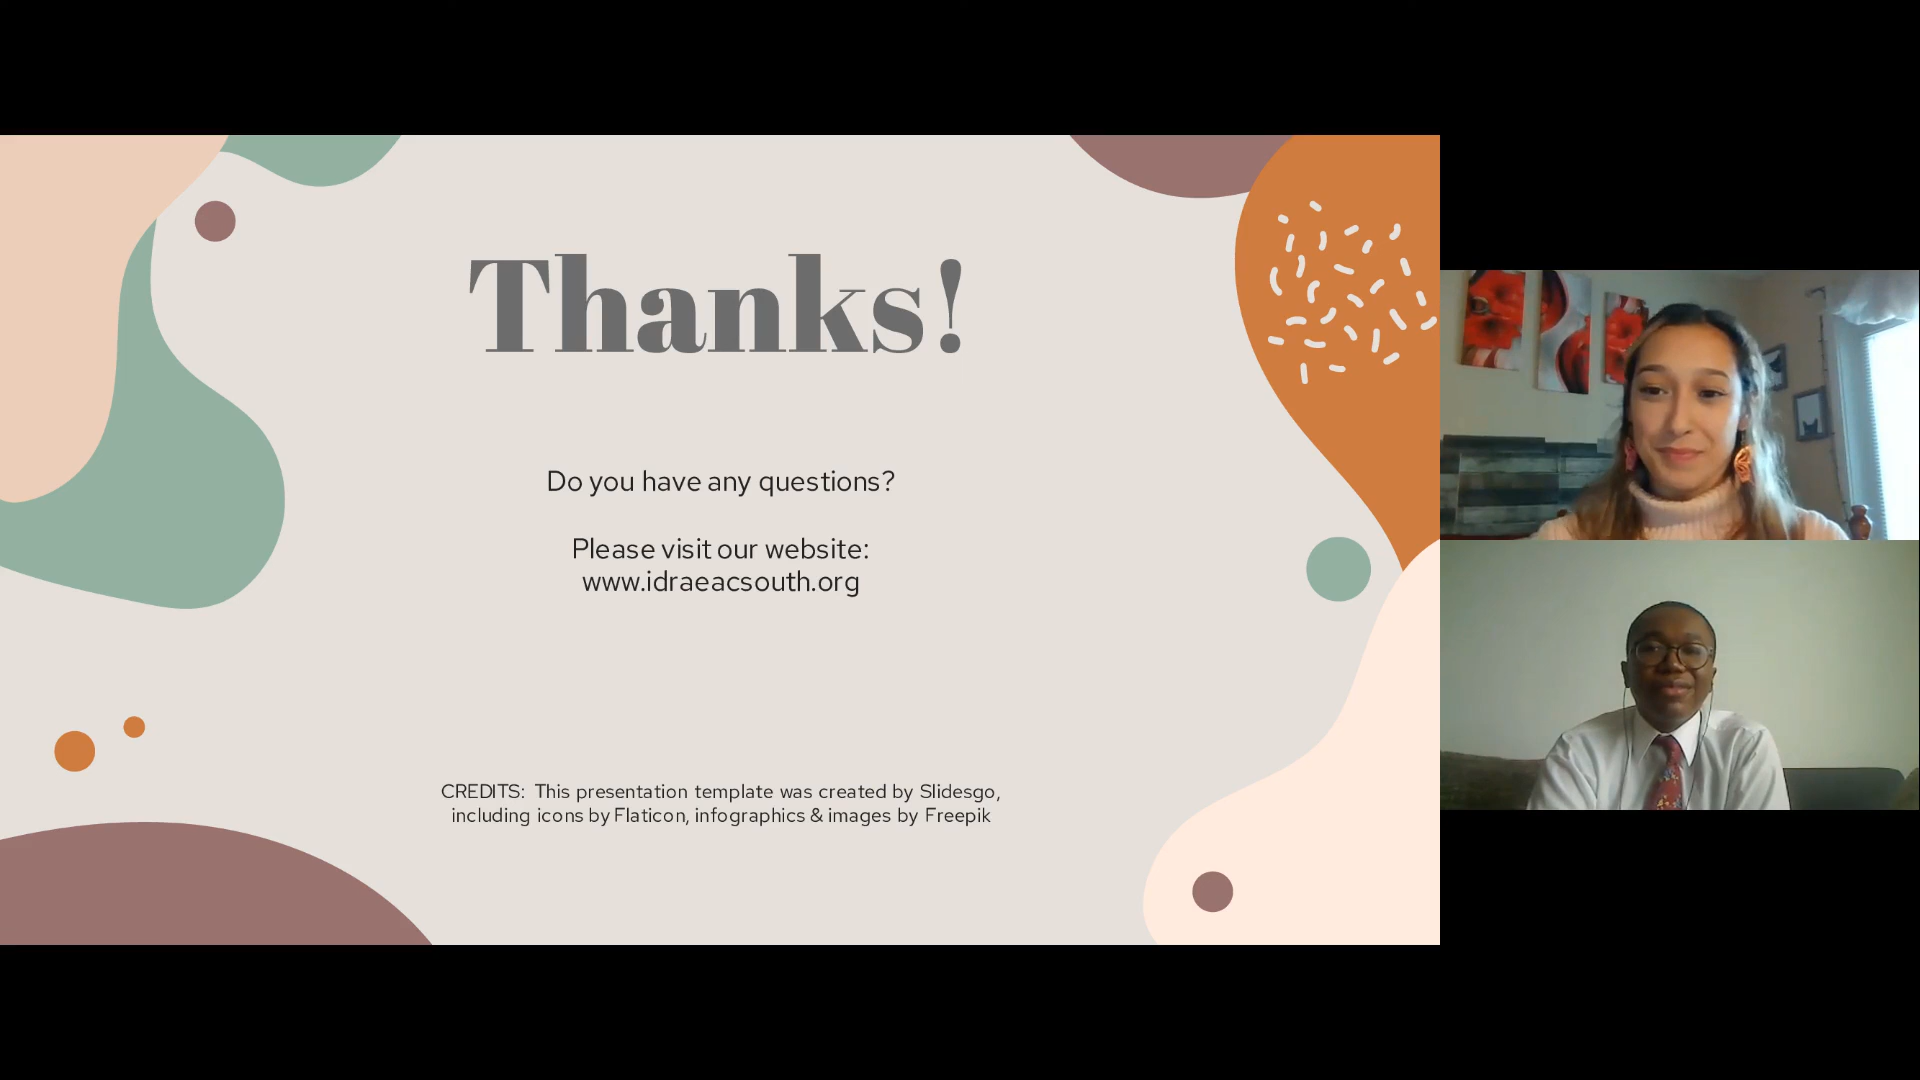 Thanks!
Do you have any questions?
Please visit our website:
www.idraeacsouth.org
CREDITS: This presentation template was created by Slidesgo,
including icons by Flaticon, infographics & images by Freepik